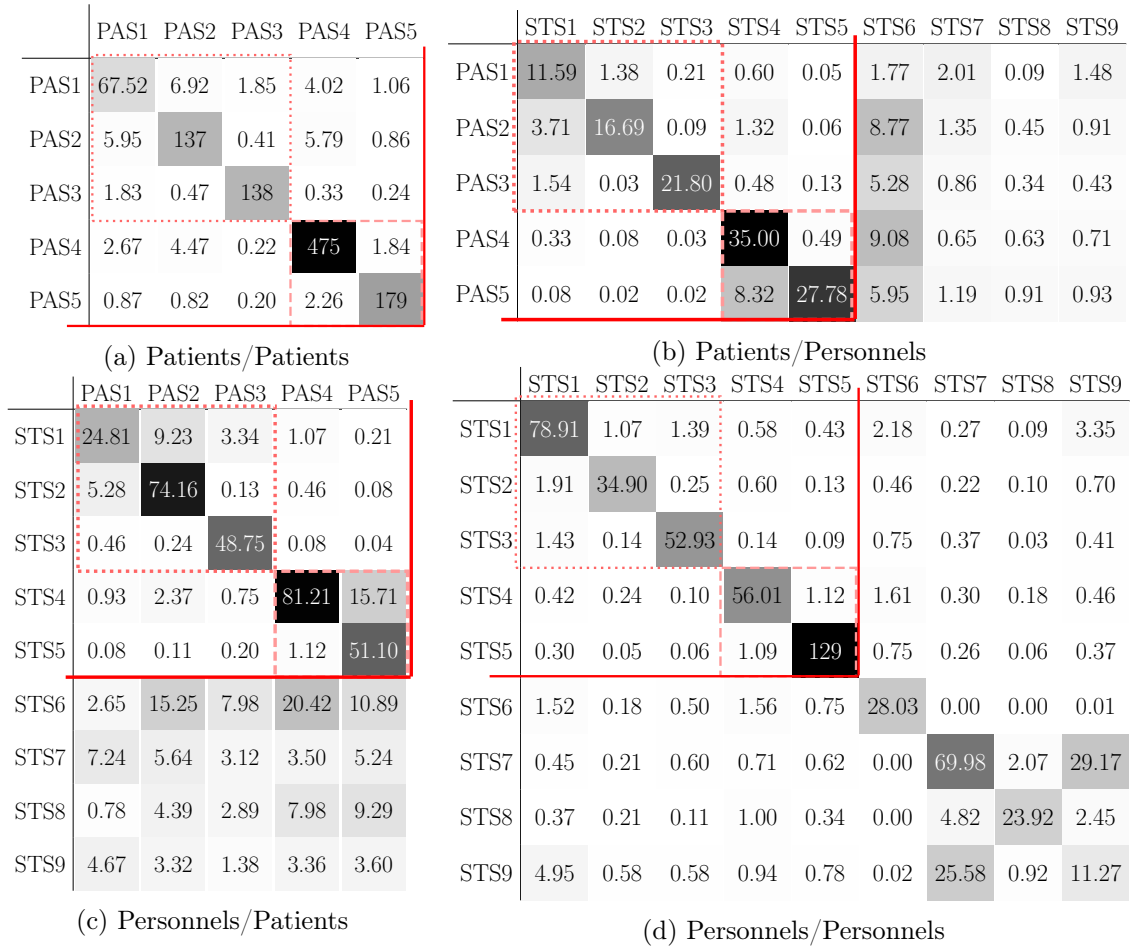 PAS1 PAS2 PAS3 PAS4 PAS5
PAS1 67.52 6.92 1.85 4.02 1.06
PAS2 5.95 137 0.41 5.79 0.86
PAS3 1.83 0.47 138 0.33 0.24
PAS4 2.67 4.47 0.22 475 1.84
PAS5 0.87 0.82 0.20 2.26 179
(a) Patients/Patients
STS1 STS2 STS3 STS4 STS5 STS6 STS7 STS8 STS9
PAS1 11.59 1.38 0.21 0.60 0.05 1.77 2.01 0.09 1.48
PAS2 3.71 16.69 0.09 1.32 0.06 8.77 1.35 0.45 0.91
PAS3 1.54 0.03 21.80 0.48 0.13 5.28 0.86 0.34 0.43
PAS4 0.33 0.08 0.03 35.00 0.49 9.08 0.65 0.63 0.71
PAS5 0.08 0.02 0.02 8.32 27.78 5.95 1.19 0.91 0.93
(b) Patients/Personnels
PAS1 PAS2 PAS3 PAS4 PAS5
STS1 24.81 9.23 3.34 1.07 0.21
STS2 5.28 74.16 0.13 0.46 0.08
STS3 0.46 0.24 48.75 0.08 0.04
STS4 0.93 2.37 0.75 81.21 15.71
STS5 0.08 0.11 0.20 1.12 51.10
STS6 2.65 15.25 7.98 20.42 10.89
STS7 7.24 5.64 3.12 3.50 5.24
STS8 0.78 4.39 2.89 7.98 9.29
STS9 4.67 3.32 1.38 3.36 3.60
(c) Personnels/Patients
STS1 STS2 STS3 STS4 STS5 STS6 STS7 STS8 STS9
STS1 78.91 1.07 1.39 0.58 0.43 2.18 0.27 0.09 3.35
STS2 1.91 34.90 0.25 0.60 0.13 0.46 0.22 0.10 0.70
STS3 1.43 0.14 52.93 0.14 0.09 0.75 0.37 0.03 0.41
STS4 0.42 0.24 0.10 56.01 1.12 1.61 0.30 0.18 0.46
STS5 0.30 0.05 0.06 1.09 129 0.75 0.26 0.06 0.37
STS6 1.52 0.18 0.50 1.56 0.75 28.03 0.00 0.00 0.01
STS7 0.45 0.21 0.60 0.71 0.62 0.00 69.98 2.07 29.17
STS8 0.37 0.21 0.11 1.00 0.34 0.00 4.82 23.92 2.45
STS9 4.95 0.58 0.58 0.94 0.78 0.02 25.58 0.92 11.27
(d) Personnels/Personnels